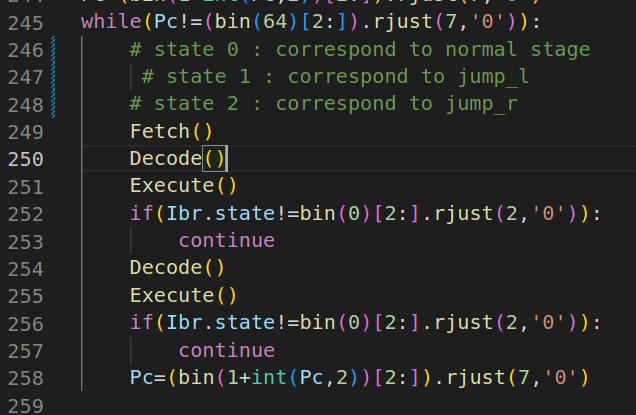 245 while(Pc!=(bin(64)[2:]).rjust(7,'0')):
246     # state 0 : correspond to normal stage
247      # state 1 : correspond to jump_l
248     # state 2 : correspond to jump_r
249     Fetch()
250     Decode()
251     Execute()
252     if(Ibr.state!=bin(0)[2:].rjust(2,'0')):
253         continue
254     Decode()
255     Execute()
256     if(Ibr.state!=bin(0)[2:].rjust(2,'0')):
257         continue
258     Pc=(bin(1+int(Pc,2))[2:]).rjust(7,'0')
259